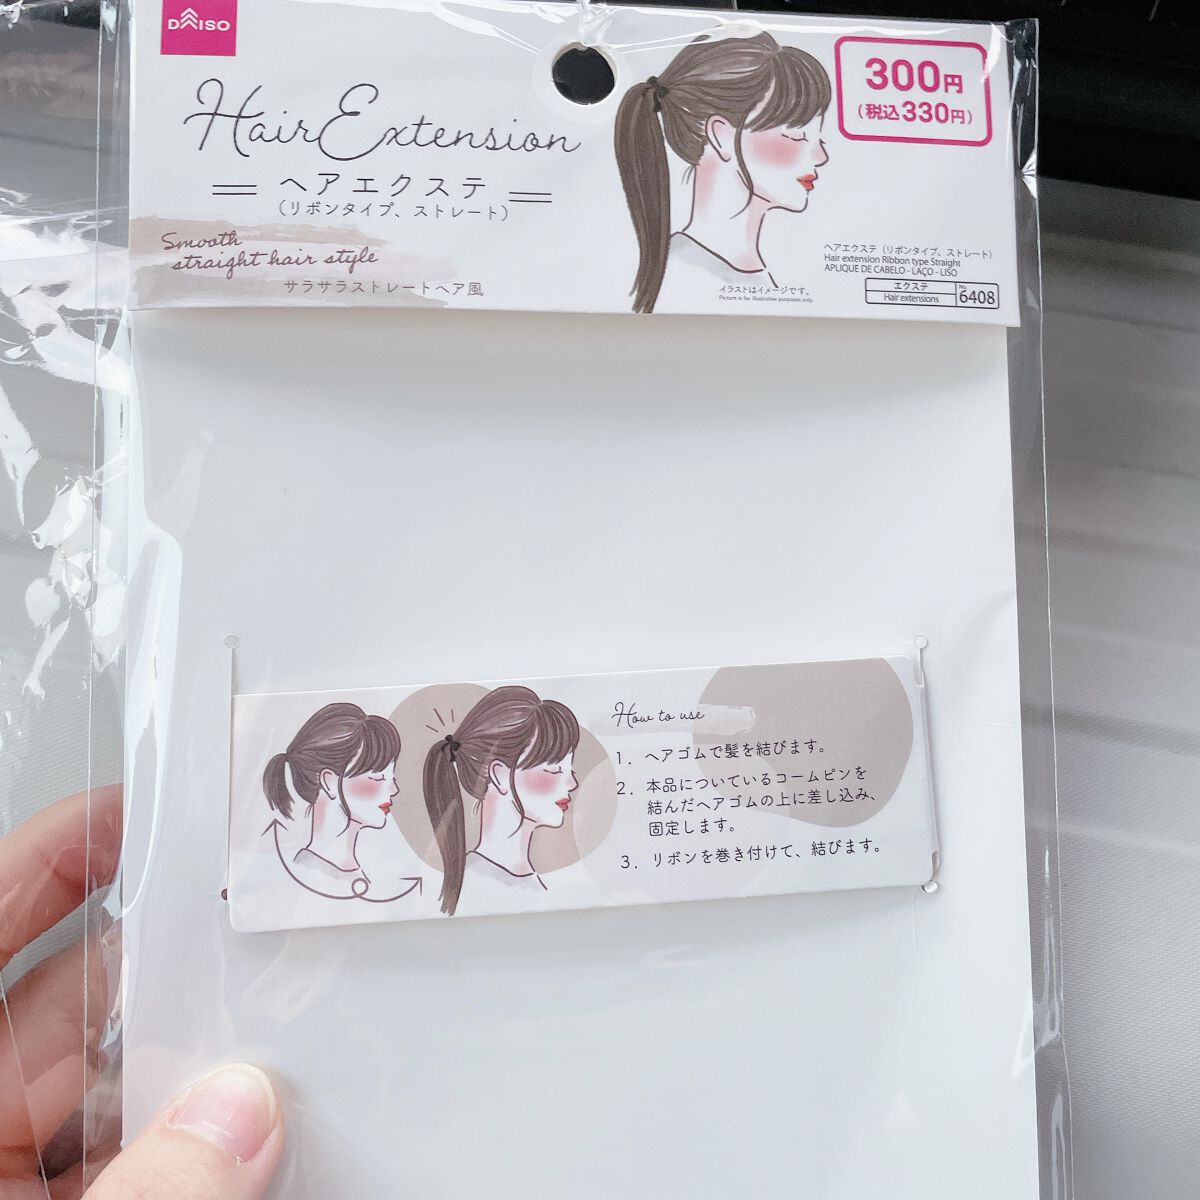 DAISO
Hair Extension
ヘアエクステ
(リボンタイプ、ストレート)
Smooth
straight hair style
サラサラストレートヘア風
300円
(税込330円)
イラストはイメージです。
Picture is for illustrative purposes only.
ヘアエクステ（リボンタイプ、ストレート）
Hair extension Ribbon type Straight
APLIQUE DE CABELO - LAÇO - LISO
エクステ
Hair extensions
No.
6408
How to use
1. ヘアゴムで髪を結びます。
2. 本品についているコームピンを
結んだヘアゴムの上に差し込み、
固定します。
3. リボンを巻き付けて、結びます。